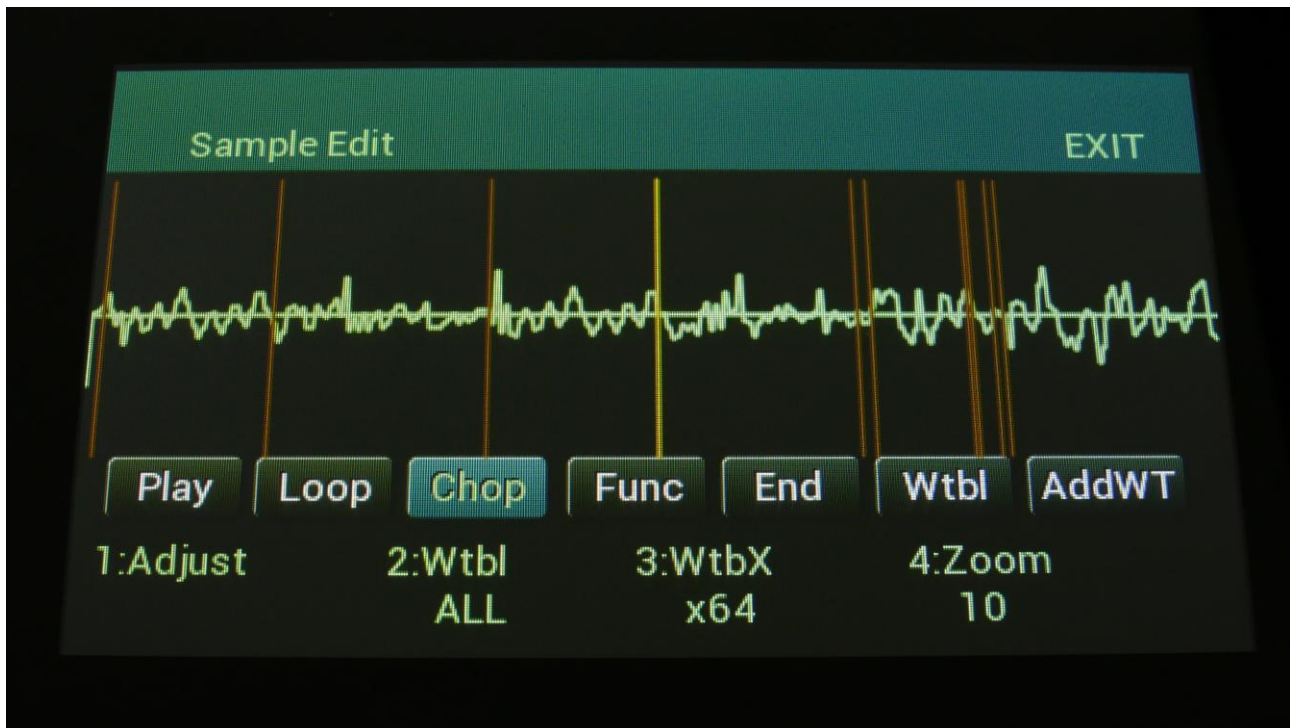 Sample Edit EXIT
Play Loop Chop Func End Wtbl AddWT
1:Adjust 2:Wtbl 3:WtbX 4:Zoom
ALL x64 10